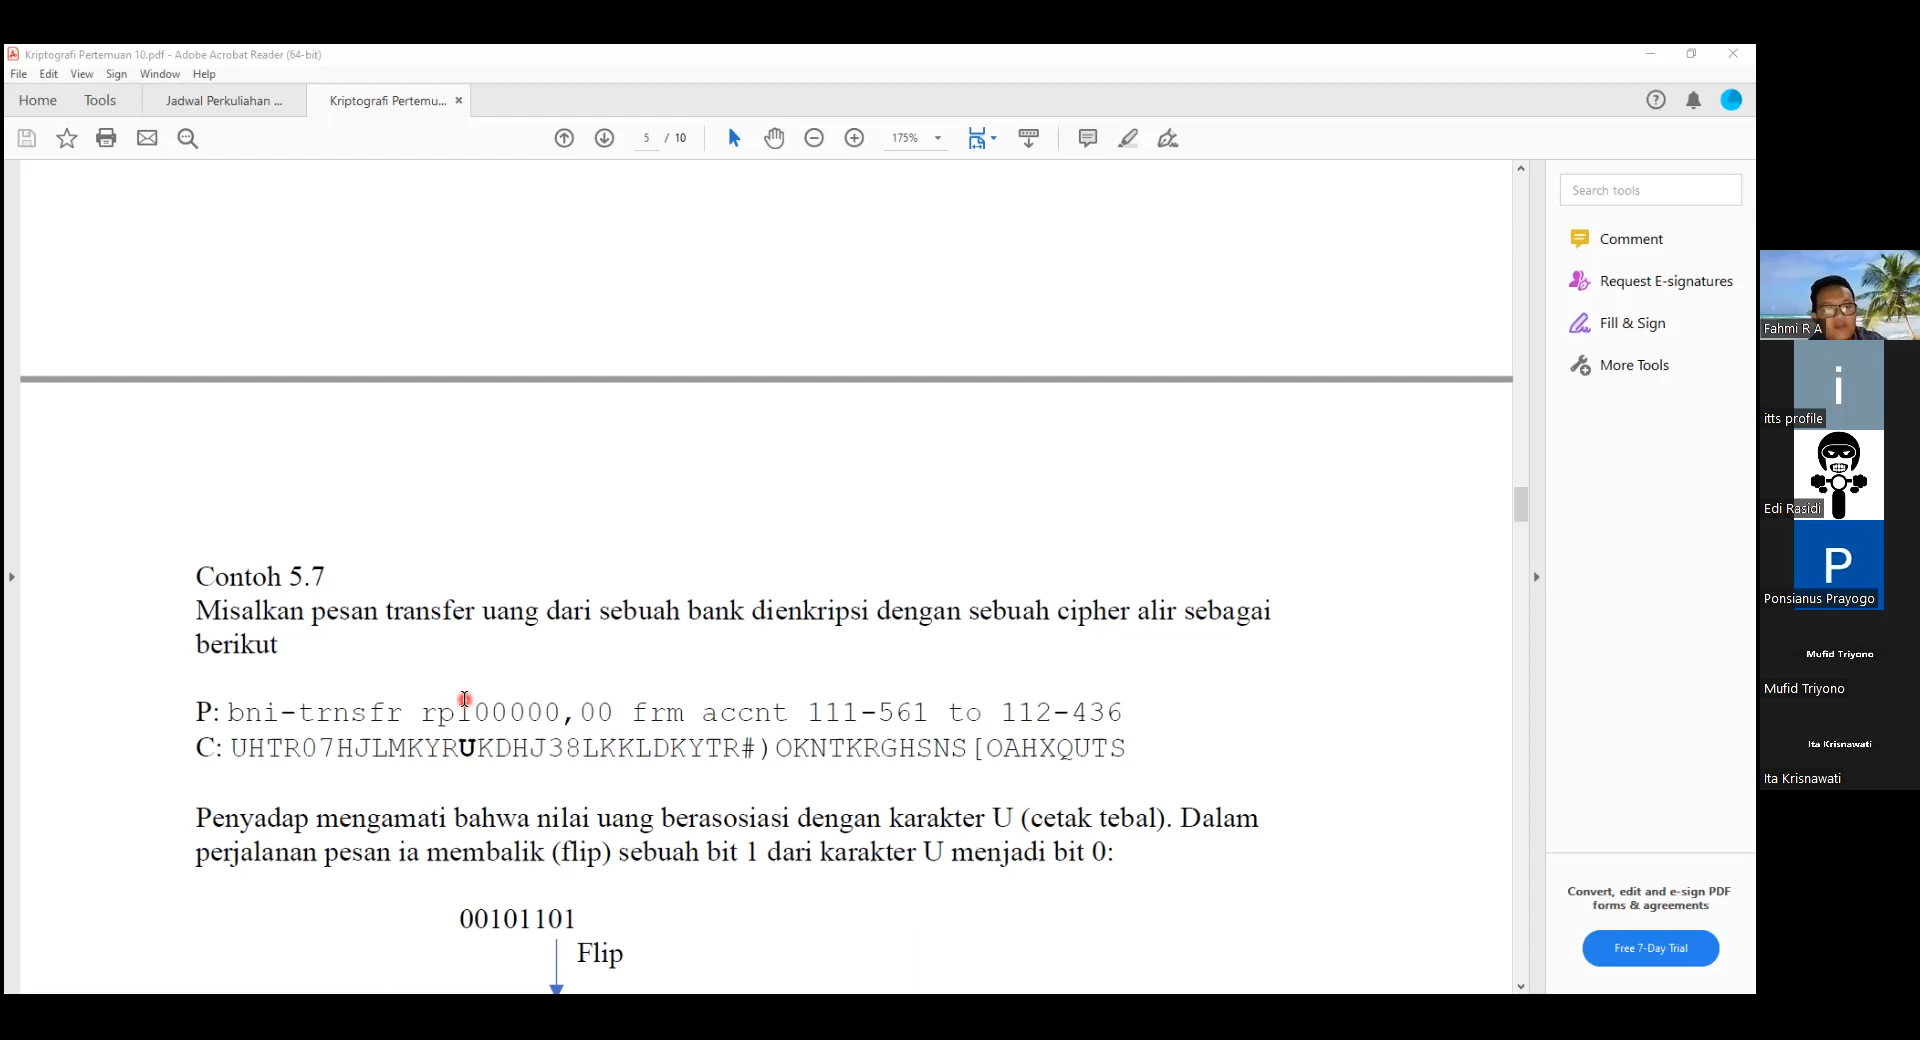 Kriptografi Pertemuan 10.pdf - Adobe Acrobat Reader (64-bit)
File Edit View Sign Window Help
Home Tools Jadwal Perkuliahan ... Kriptografi Pertemu... ×
5 / 10 175%
Search tools
Comment
Request E-signatures
Fill & Sign
More Tools
Contoh 5.7
Misalkan pesan transfer uang dari sebuah bank dienkripsi dengan sebuah cipher alir sebagai
berikut
P: bni-trnsfr rp100000,00 frm accnt 111-561 to 112-436
C: UHTR07HJLMKYRUKDHJ38LKKLDKYTR#)OKNTKRGHSNS[OAHXQUTS
Penyadap mengamati bahwa nilai uang berasosiasi dengan karakter U (cetak tebal). Dalam
perjalanan pesan ia membalik (flip) sebuah bit 1 dari karakter U menjadi bit 0:
00101101
Flip
Convert, edit and e-sign PDF
forms & agreements
Free 7-Day Trial
Fahmi R A
i
itts profile
Edi Rasidi
P
Ponsianus Prayogo
Mufid Triyono
Mufid Triyono
Ita Krisnawati
Ita Krisnawati